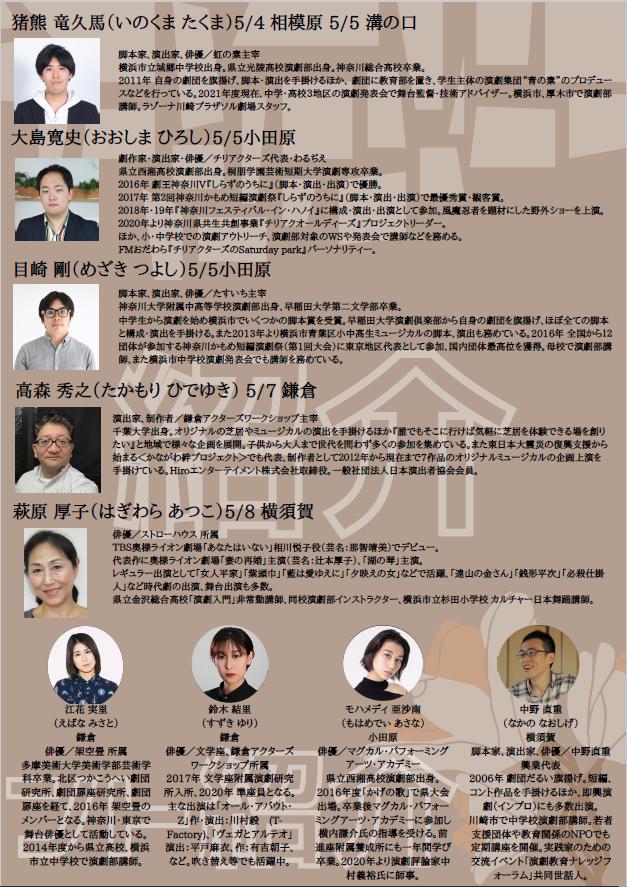 猪熊 竜久馬（いのくま たくま）5/4 相模原 5/5 溝の口
脚本家、演出家、俳優／虹の素主宰
横浜市立城郷中学校出身。県立光陵高校演劇部出身。神奈川総合高校卒業。
2011年 自身の劇団を旗揚げ、脚本・演出を手掛けるほか、劇団に教育部を置き、学生主体の演劇集団“青の素”のプロデュー
スなどを行っている。2021年度現在、中学・高校3地区の演劇発表会で舞台監督・技術アドバイザー。横浜市、厚木市で演劇部
講師。ラゾーナ川崎プラザソル劇場スタッフ。
大島寛史（おおしま ひろし）5/5小田原
劇作家・演出家・俳優／チリアクターズ代表・わるぢえ
県立西湘高校演劇部出身。桐朋学園芸術短期大学演劇専攻卒業。
2016年 劇王神奈川Ⅳ『しらずのうちに』（脚本・演出・出演）で優勝。
2017年 第2回神奈川かもめ短編演劇祭『しらずのうちに』（脚本・演出・出演）で最優秀賞・観客賞。
2018年・19年『神奈川フェスティバル・イン・ハノイ』に構成・演出・出演として参加。風魔忍者を題材にした野外ショーを上演。
2020年より神奈川県共生共創事業『チリアクオールディーズ』プロジェクトリーダー。
ほか、小・中学校での演劇アウトリーチ、演劇部対象のWSや発表会で講師などを務める。
FMおだわら『チリアクターズのSaturday park』パーソナリティー。
目崎 剛（めざき つよし）5/5小田原
脚本家、演出家、俳優／たすいち主宰
神奈川大学附属中高等学校演劇部出身、早稲田大学第二文学部卒業。
中学生から演劇を始め横浜市でいくつかの脚本賞を受賞。早稲田大学演劇倶楽部から自身の劇団を旗揚げ、ほぼ全ての脚本
と構成・演出を手掛ける。また2013年より横浜市青葉区小中高生ミュージカルの脚本、演出も務めている。2016年 全国から12
団体が参加する神奈川かもめ短編演劇祭（第1回大会）に東京地区代表として参加、国内団体最高位を獲得。母校で演劇部講
師、また横浜市中学校演劇発表会でも講師を務めている。
高森 秀之（たかもり ひでゆき） 5/7 鎌倉
演出家、制作者／鎌倉アクターズワークショップ主宰
千葉大学出身。オリジナルの芝居やミュージカルの演出を手掛けるほか『誰でもそこに行けば気軽に芝居を体験できる場を創り
たい』と地域で様々な企画を展開。子供から大人まで世代を問わず多くの参加を集めている。また東日本大震災の復興支援から
始まる＜かながわ絆プロジェクト＞でも代表、制作者として2012年から現在まで7作品のオリジナルミュージカルの企画上演を
手掛けている。Hiroエンターテイメント株式会社取締役。一般社団法人日本演出者協会会員。
萩原 厚子（はぎわら あつこ）5/8 横須賀
俳優／ストローハウス 所属
TBS奥様ライオン劇場「あなたはいない」相川悦子役（芸名：那智晴美）でデビュー。
代表作に奥様ライオン劇場「妻の再婚」主演（芸名：辻本厚子）、「湖の琴」主演。
レギュラー出演として「女人平家」「紫頭巾」「藍は愛ゆえに」「夕映えの女」などで活躍、「遠山の金さん」「銭形平次」「必殺仕掛
人」など時代劇の出演、舞台出演も多数。
県立金沢総合高校「演劇入門」非常勤講師、同校演劇部インストラクター、横浜市立杉田小学校 カルチャー日本舞踊講師。
江花 実里
（えばな みさと）
鎌倉
俳優／架空畳 所属
多摩美術大学美術学部芸術学
科卒業。北区つかこうへい劇団
研究所、劇団扉座研究所、劇団
扉座を経て、2016年 架空畳の
メンバーとなる。神奈川・東京で
舞台俳優として活動している。
2014年度から県立高校、横浜
市立中学校で演劇部講師。
鈴木 結里
（すずき ゆり）
鎌倉
俳優／文学座、鎌倉アクターズ
ワークショップ所属
2017年 文学座附属演劇研究
所入所、2020年 準座員となる。
主な出演は「オール・アバウト・
Z」作・演出：川村毅 （T-
Factory)、「ヴェガとアルテオ」
演出：平戸麻衣、作：有吉朝子、
など。吹き替え等でも活躍中。
モハメディ 亜沙南
（もはめでい あさな）
小田原
俳優／マグカル・パフォーミング
アーツ・アカデミー
県立西湘高校演劇部出身。
2016年度「かげの歌」で県大会
出場。卒業後マグカル・パフォー
ミングアーツ・アカデミーに参加し
横内謙介氏の指導を受ける。前
進座附属養成所にも一年間学び
卒業。2020年より演劇評論家中
村義裕氏に師事。
中野 直重
（なかの なおしげ）
横須賀
脚本家、演出家、俳優／中野直重
興業代表
2006年 劇団だるい旗揚げ。短編、
コント作品を手掛けるほか、即興演
劇（インプロ）にも多数出演。
川崎市で中学校演劇部講師。若者
支援団体や教育関係のNPOでも
定期講座を開催。実践家のための
交流イベント「演劇教育ナレッジフ
ォーラム」共同世話人。